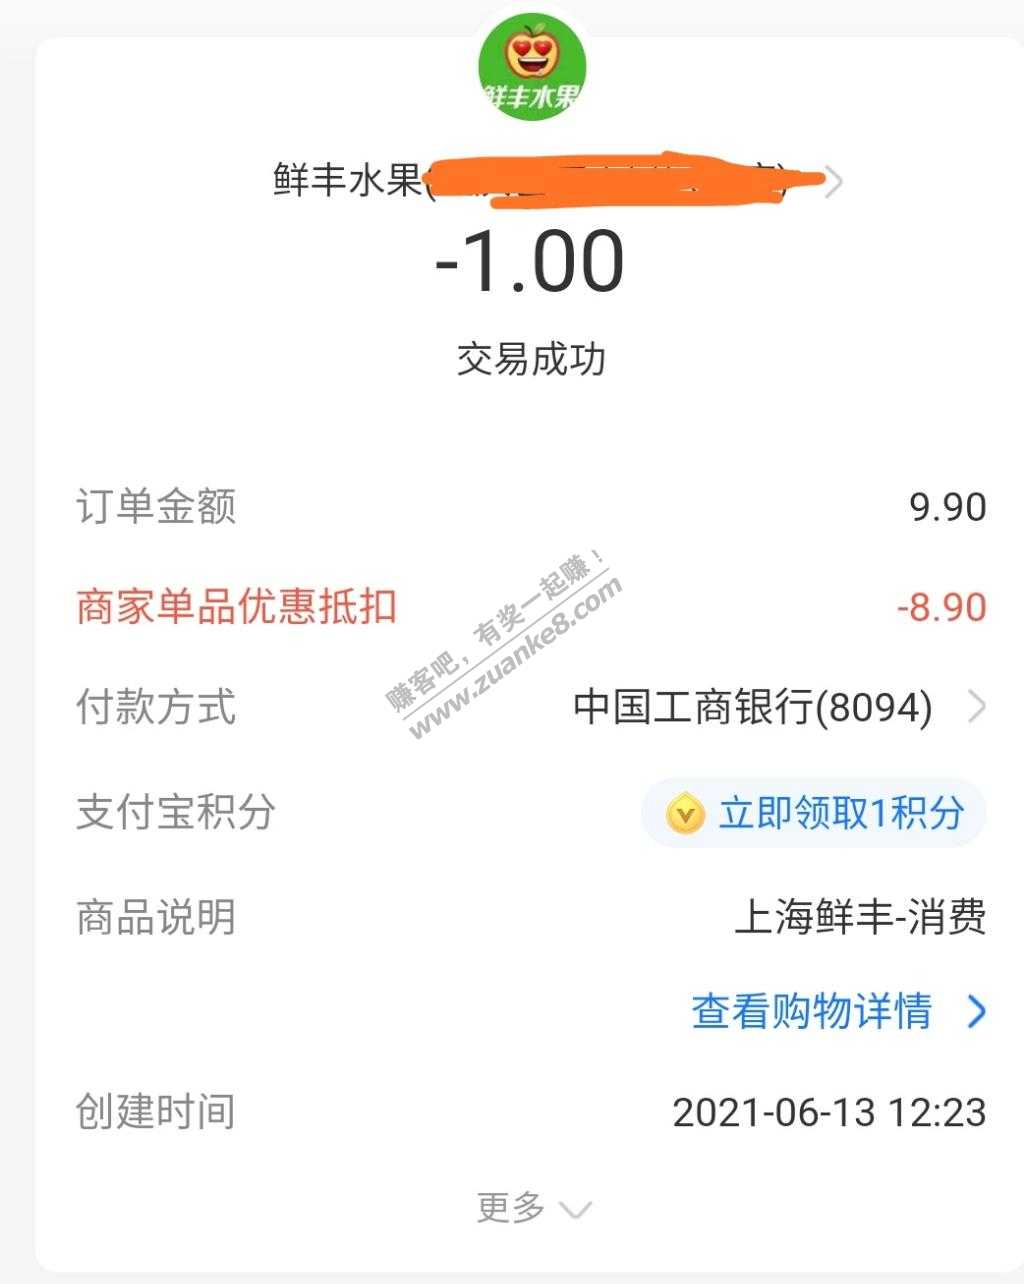 鲜丰水果
鲜丰水果(
-1.00
交易成功
订单金额 9.90
商家单品优惠抵扣 -8.90
赚客吧，有奖一起赚！
www.zuanke8.com
付款方式 中国工商银行(8094)
支付宝积分 立即领取1积分
商品说明 上海鲜丰-消费
查看购物详情
创建时间 2021-06-13 12:23
更多